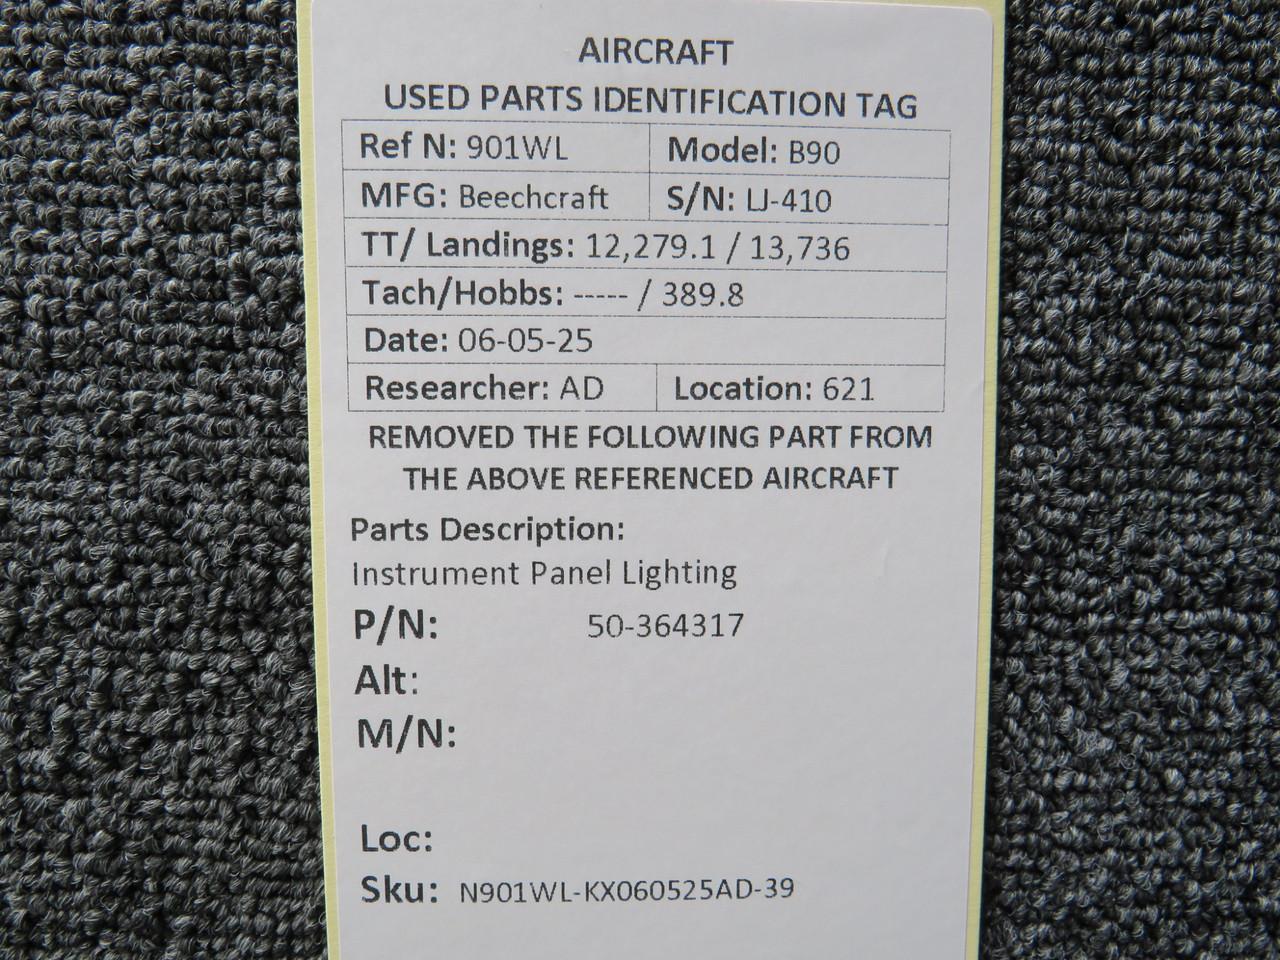 AIRCRAFT
USED PARTS IDENTIFICATION TAG
Ref N: 901WL Model: B90
MFG: Beechcraft S/N: LJ-410
TT/ Landings: 12,279.1 / 13,736
Tach/Hobbs: ----- / 389.8
Date: 06-05-25
Researcher: AD Location: 621
REMOVED THE FOLLOWING PART FROM
THE ABOVE REFERENCED AIRCRAFT
Parts Description:
Instrument Panel Lighting
P/N: 50-364317
Alt:
M/N:
Loc:
Sku: N901WL-KX060525AD-39